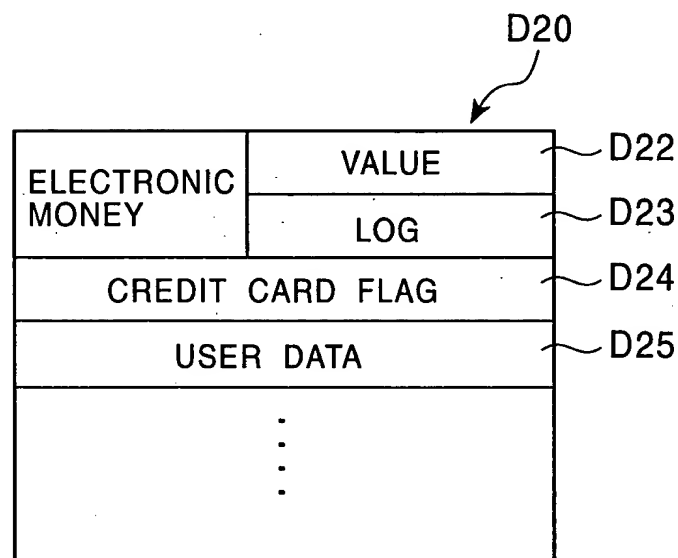 D20
ELECTRONIC
MONEY
VALUE
D22
LOG
D23
CREDIT CARD FLAG
D24
USER DATA
D25